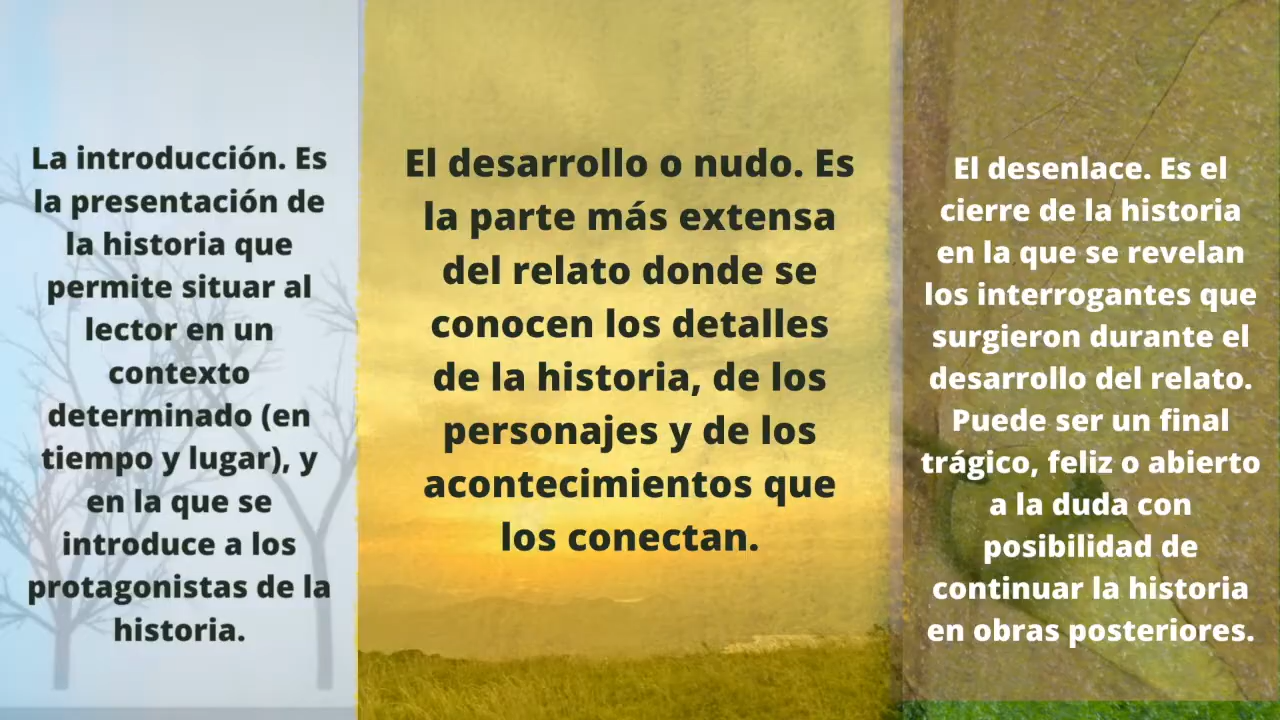 La introducción. Es
la presentación de
la historia que
permite situar al
lector en un
contexto
determinado (en
tiempo y lugar), y
en la que se
introduce a los
protagonistas de la
historia.
El desarrollo o nudo. Es
la parte más extensa
del relato donde se
conocen los detalles
de la historia, de los
personajes y de los
acontecimientos que
los conectan.
El desenlace. Es el
cierre de la historia
en la que se revelan
los interrogantes que
surgieron durante el
desarrollo del relato.
Puede ser un final
trágico, feliz o abierto
a la duda con
posibilidad de
continuar la historia
en obras posteriores.